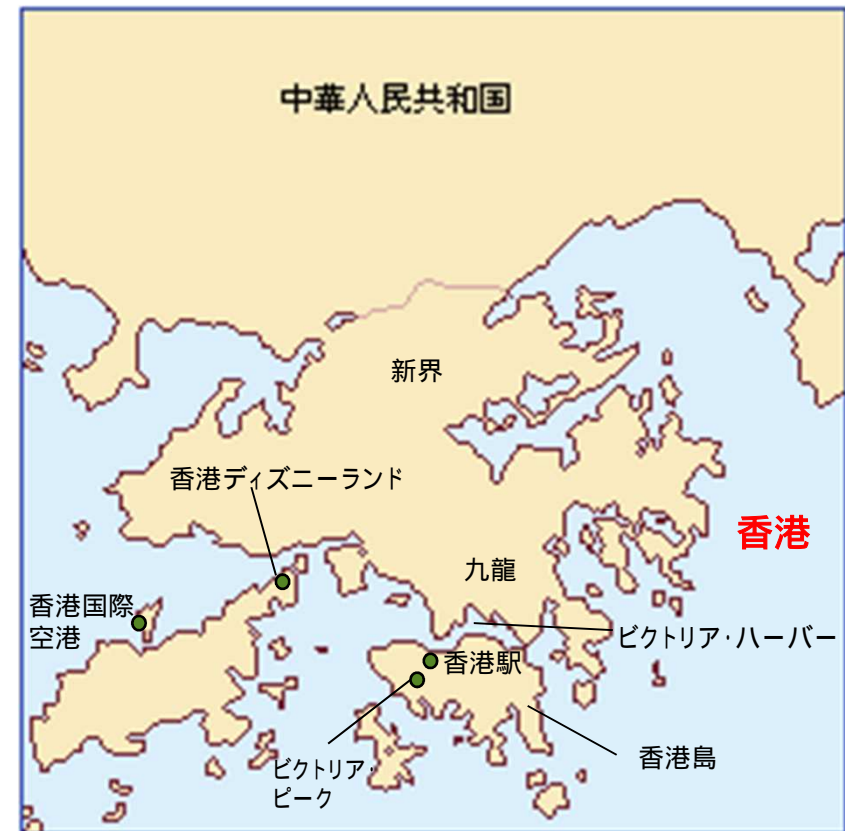 中華人民共和国
新界
香港ディズニーランド
香港
九龍
香港国際
空港
ビクトリア・ハーバー
香港駅
香港島
ビクトリア・
ピーク